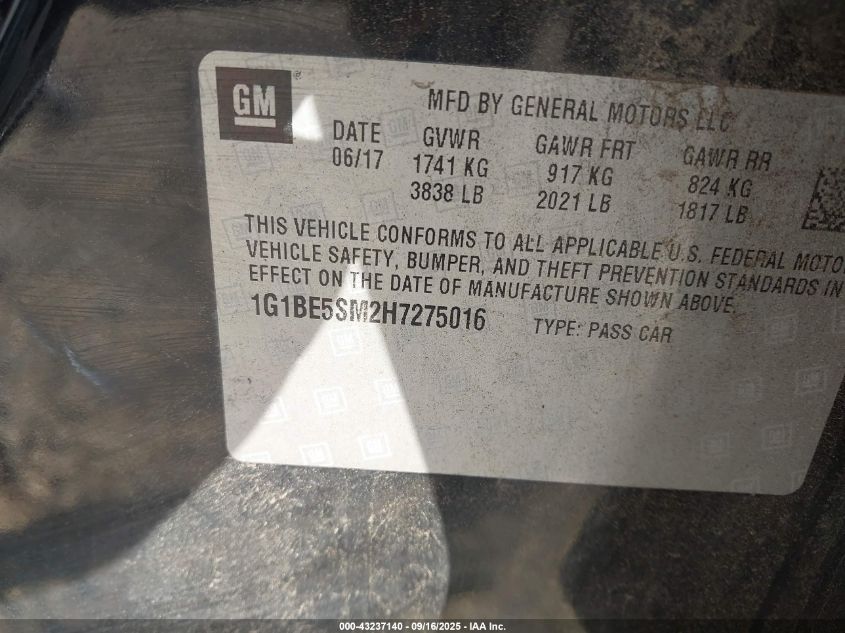 GM
MFD BY GENERAL MOTORS LLC
DATE GVWR GAWR FRT GAWR RR
06/17 1741 KG 917 KG 824 KG
3838 LB 2021 LB 1817 LB
THIS VEHICLE CONFORMS TO ALL APPLICABLE U.S. FEDERAL MOTO
VEHICLE SAFETY, BUMPER, AND THEFT PREVENTION STANDARDS IN
EFFECT ON THE DATE OF MANUFACTURE SHOWN ABOVE.
1G1BE5SM2H7275016 TYPE: PASS CAR
000-43237140 - 09/16/2025 - IAA Inc.